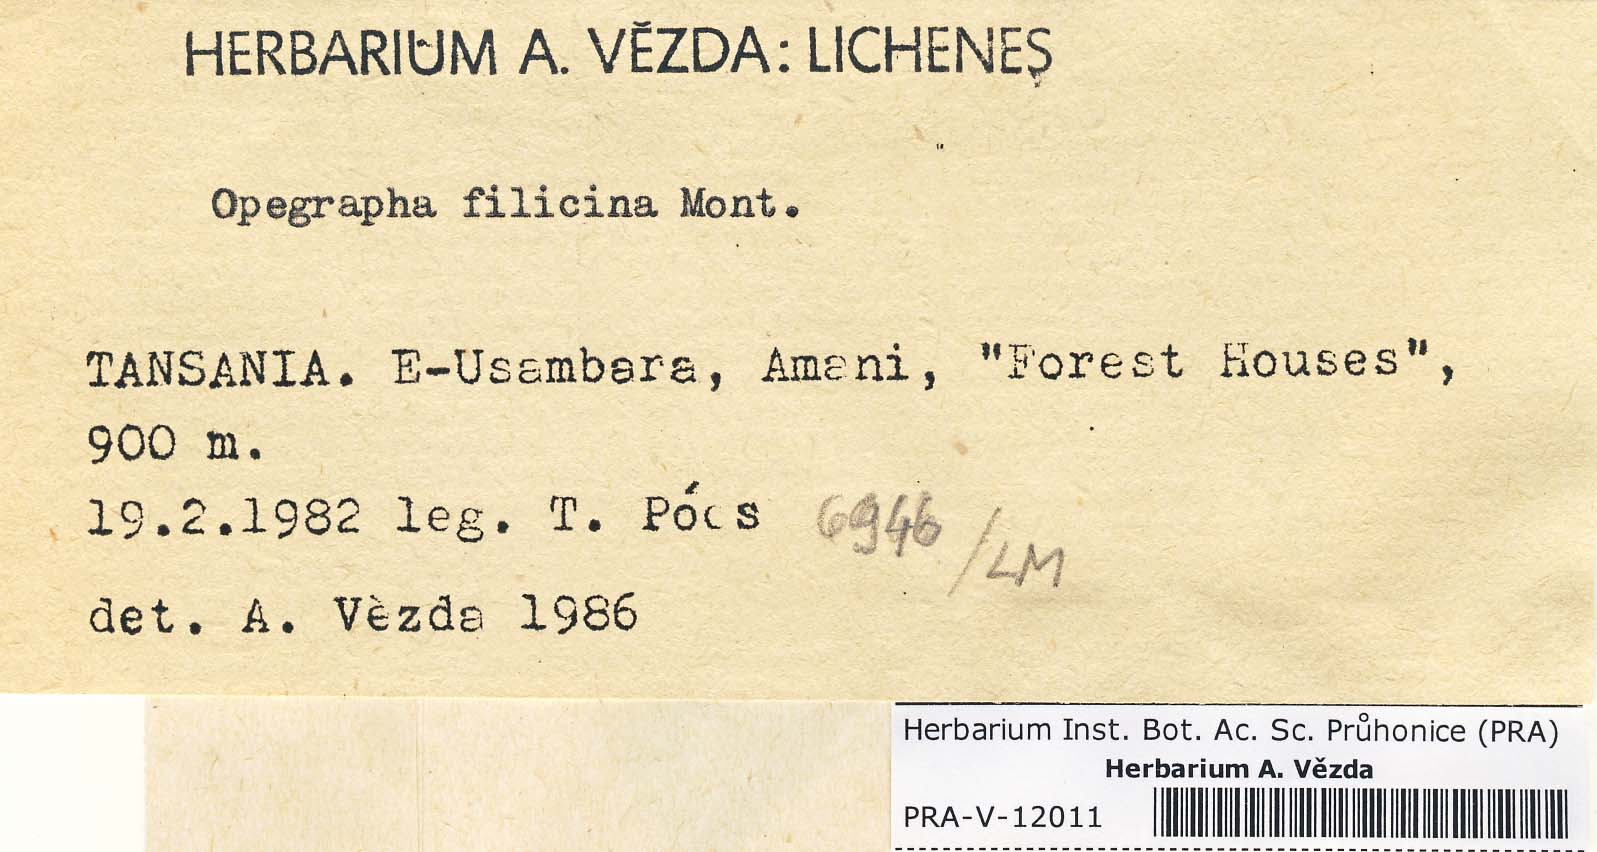 HERBARIUM A. VĚZDA: LICHENES
Opegrapha filicina Mont.
TANSANIA. E-Usambara, Amani, "Forest Houses",
900 m.
19.2.1982 leg. T. Pócs 6946/LM
det. A. Vèzda 1986
Herbarium Inst. Bot. Ac. Sc. Průhonice (PRA)
Herbarium A. Vězda
PRA-V-12011